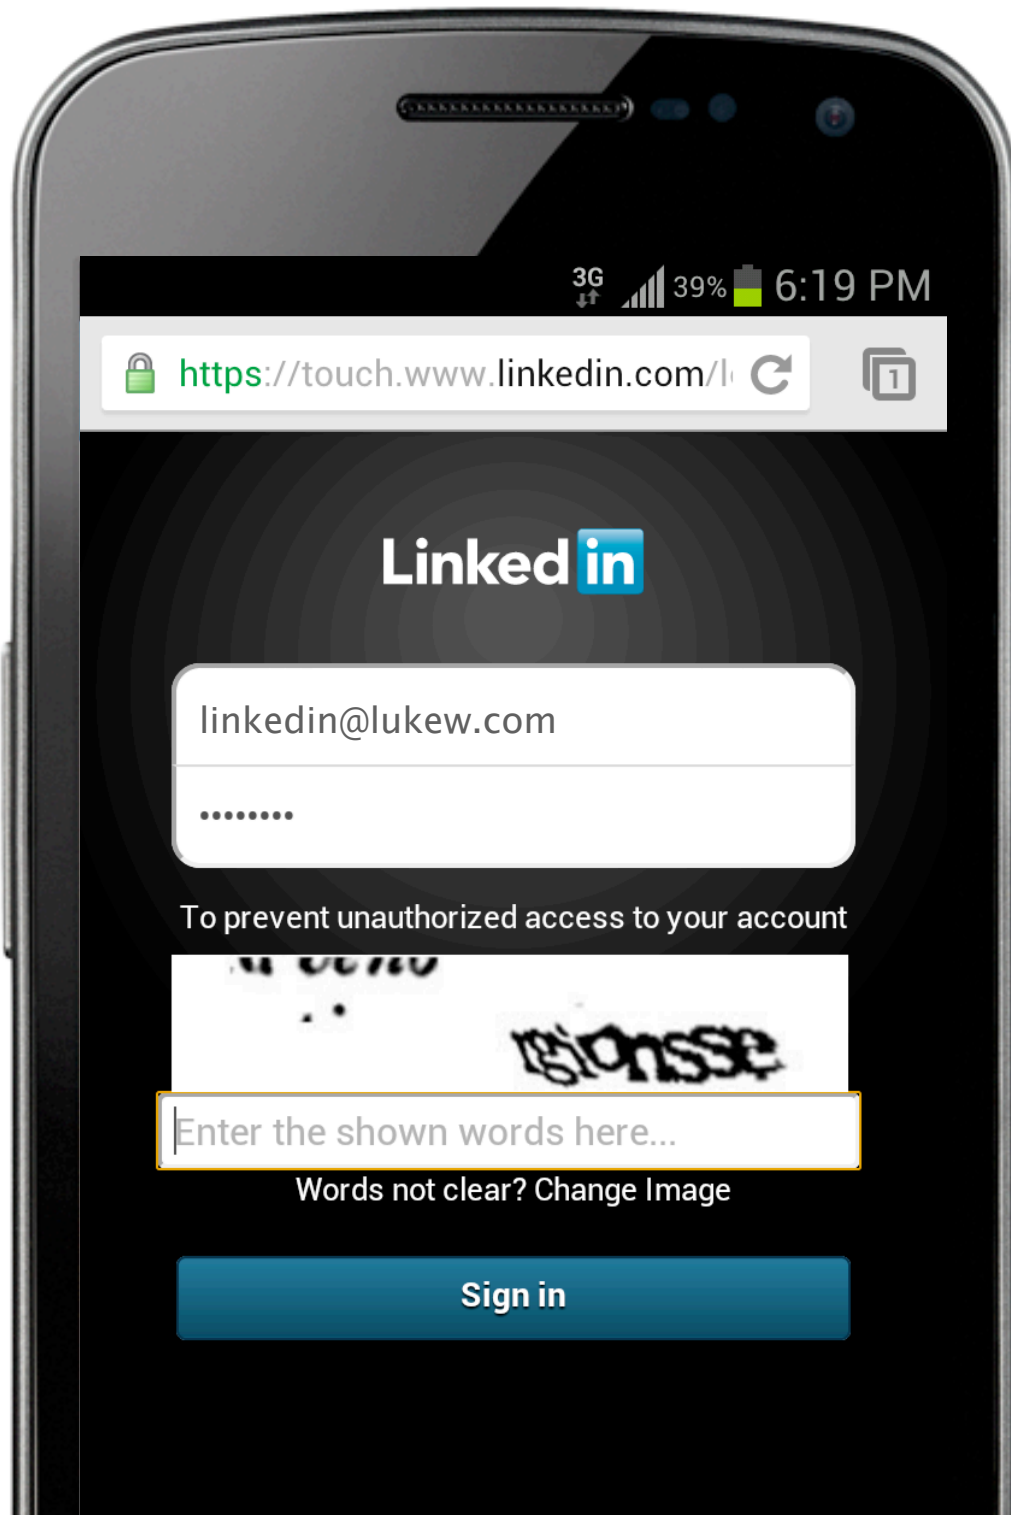 3G 39% 6:19 PM
https://touch.www.linkedin.com/l
1
Linked in
linkedin@lukew.com
••••••••
To prevent unauthorized access to your account
Enter the shown words here...
Words not clear? Change Image
Sign in